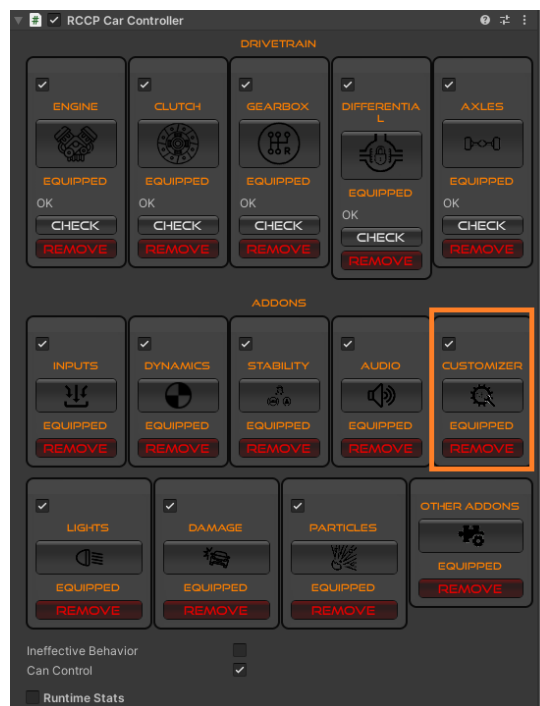 RCCP Car Controller
DRIVETRAIN
ENGINE CLUTCH GEARBOX DIFFERENTIA AXLES
L
EQUIPPED EQUIPPED EQUIPPED EQUIPPED EQUIPPED
OK OK OK OK OK
CHECK CHECK CHECK CHECK CHECK
REMOVE REMOVE REMOVE REMOVE REMOVE
ADDONS
INPUTS DYNAMICS STABILITY AUDIO CUSTOMIZER
EQUIPPED EQUIPPED EQUIPPED EQUIPPED EQUIPPED
REMOVE REMOVE REMOVE REMOVE REMOVE
LIGHTS DAMAGE PARTICLES OTHER ADDONS
EQUIPPED EQUIPPED EQUIPPED EQUIPPED
REMOVE REMOVE REMOVE REMOVE
Ineffective Behavior
Can Control
Runtime Stats